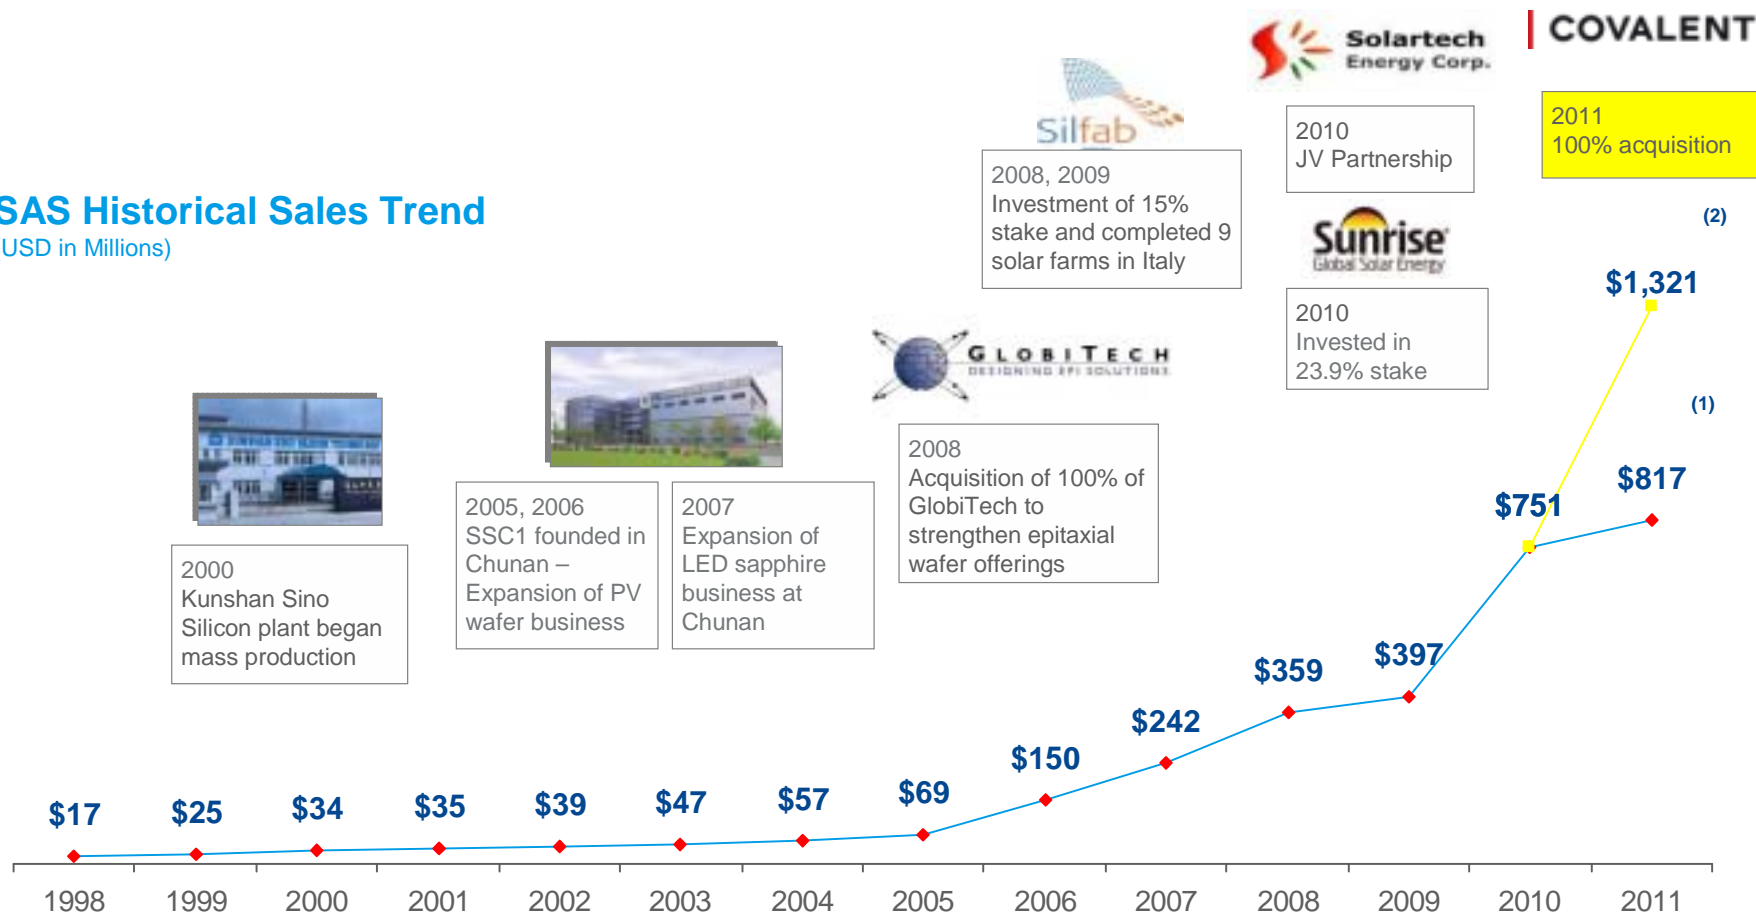 Solartech
Energy Corp.
COVALENT
Silfab
2010
JV Partnership
2011
100% acquisition
2008, 2009
Investment of 15%
stake and completed 9
solar farms in Italy
SAS Historical Sales Trend
USD in Millions)
(2)
Sunrise
Global Solar Energy
$1,321
2010
Invested in
23.9% stake
GLOBITECH
DESIGNING EPI SOLUTIONS
(1)
2008
Acquisition of 100% of
GlobiTech to
strengthen epitaxial
wafer offerings
2005, 2006
SSC1 founded in
Chunan –
Expansion of PV
wafer business
2007
Expansion of
LED sapphire
business at
Chunan
2000
Kunshan Sino
Silicon plant began
mass production
$17
$25
$34
$35
$39
$47
$57
$69
$150
$242
$359
$397
$751
$817
1998 1999 2000 2001 2002 2003 2004 2005 2006 2007 2008 2009 2010 2011